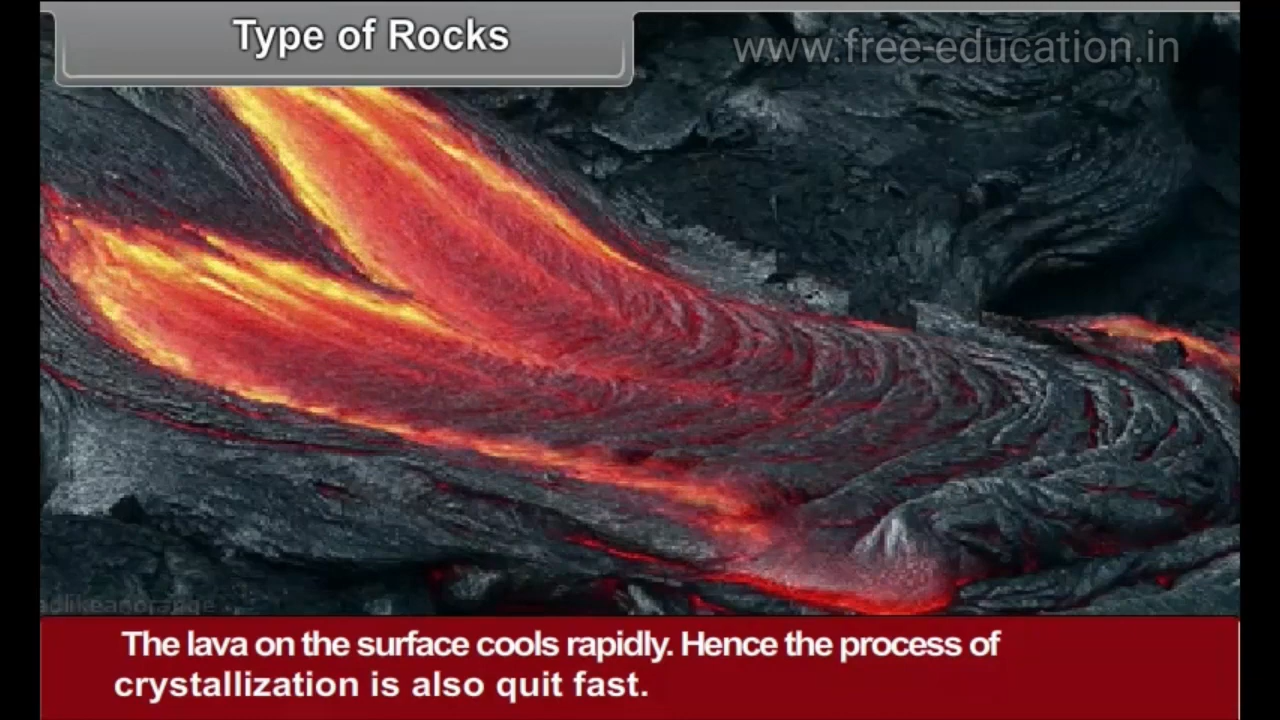 Type of Rocks
www.free-education.in
The lava on the surface cools rapidly. Hence the process of
crystallization is also quit fast.